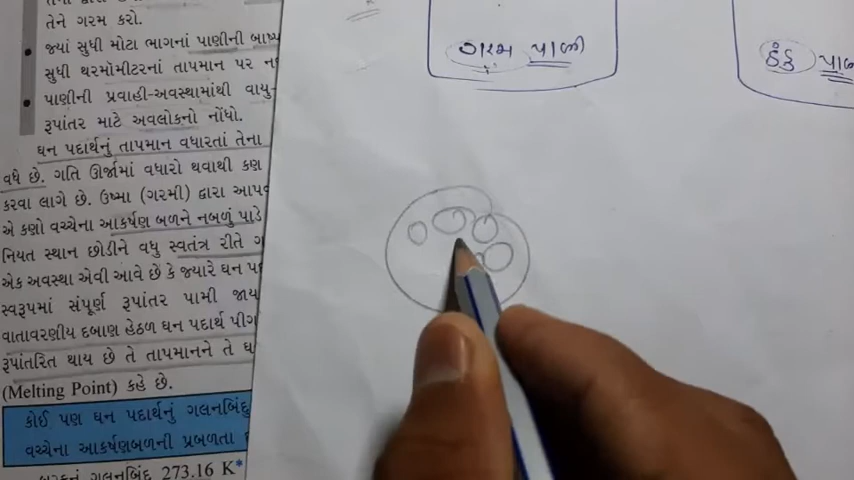 તેને ગરમ કરો.
જ્યાં સુધી મોટા ભાગનાં પાણીની બાષ્પ
સુધી થરમૉમીટરનાં તાપમાન પર ન
પાણીની પ્રવાહી-અવસ્થામાંથી વાયુ-
રૂપાંતર માટે અવલોકનો નોંધો.
ઘન પદાર્થનું તાપમાન વધારતાં તેના
વધે છે. ગતિ ઊર્જામાં વધારો થવાથી કણ
કરવા લાગે છે. ઉષ્મા (ગરમી) દ્વારા આપ
એ કણો વચ્ચેના આકર્ષણ બળને નબળું પાડે
નિયત સ્થાન છોડીને વધુ સ્વતંત્ર રીતે
એક અવસ્થા એવી આવે છે કે જ્યારે ઘન પ
સ્વરૂપમાં સંપૂર્ણ રૂપાંતર પામી જાય
વાતાવરણીય દબાણ હેઠળ ઘન પદાર્થ પીગ
રૂપાંતરિત થાય છે તે તાપમાનને તે ઘ
(Melting Point) કહે છે.
કોઈ પણ ઘન પદાર્થનું ગલનબિંદુ
વચ્ચેના આકર્ષણબળની પ્રબળતા
બરફનું ગલનબિંદુ 273.16 K*
ગરમ પાણી
ઠંડુ